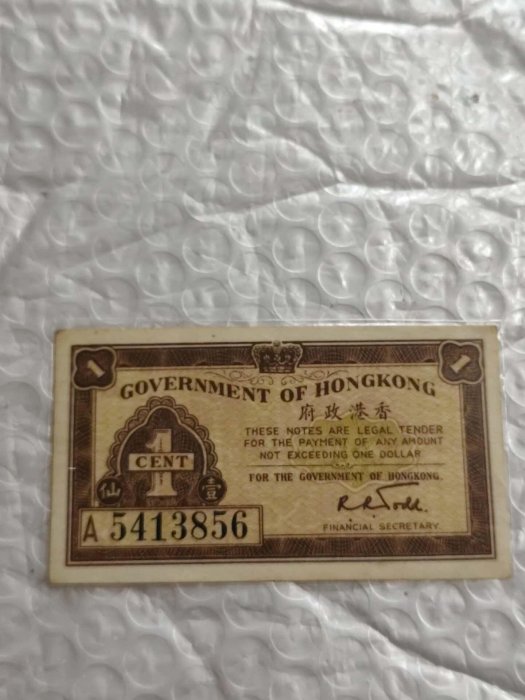 1 1
GOVERNMENT OF HONGKONG
府政港香
THESE NOTES ARE LEGAL TENDER
FOR THE PAYMENT OF ANY AMOUNT
NOT EXCEEDING ONE DOLLAR
FOR THE GOVERNMENT OF HONGKONG.
1
CENT
仙 壹
R R Todd.
FINANCIAL SECRETARY
A 5413856